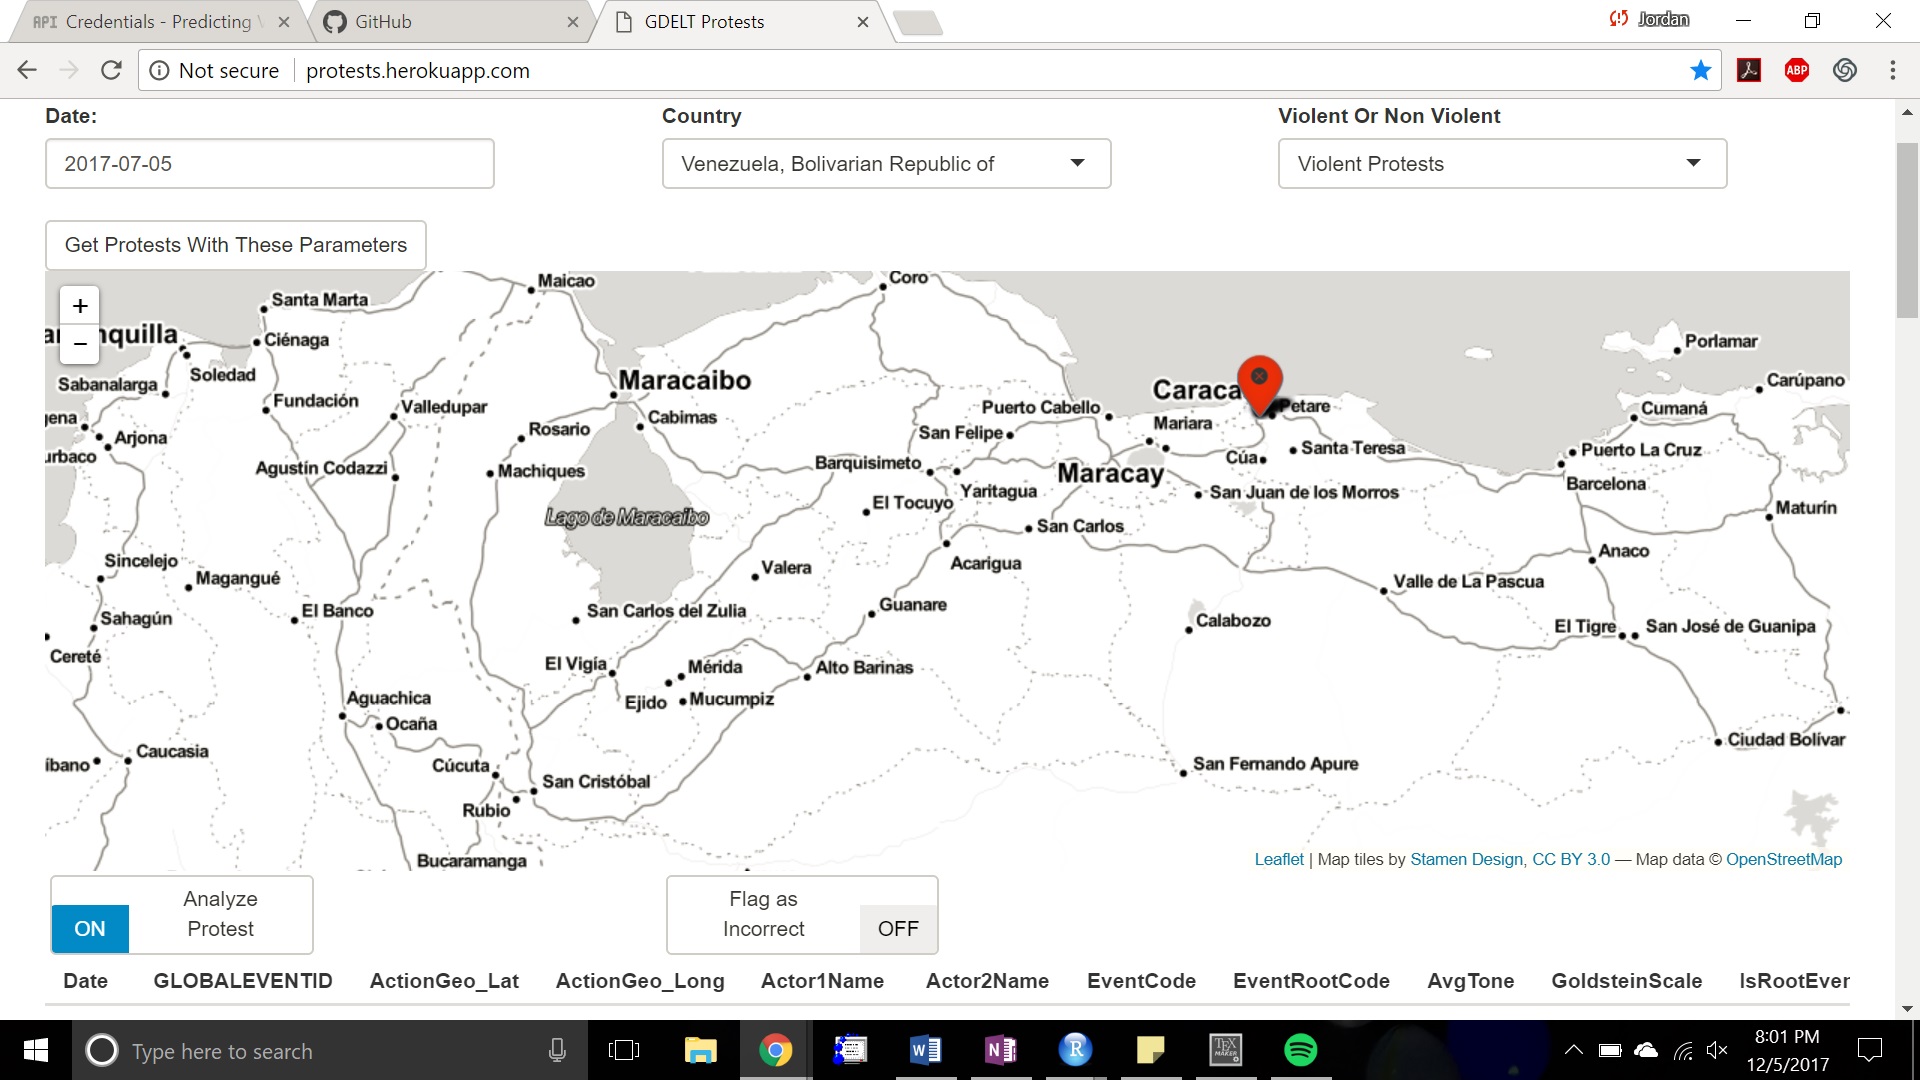 API Credentials - Predicting
GitHub
GDELT Protests
Jordan
Not secure
protests.herokuapp.com
ABP
Date:
Country
Violent Or Non Violent
2017-07-05
Venezuela, Bolivarian Republic of
Violent Protests
Get Protests With These Parameters
+
−
Maicao
Coro
Santa Marta
nquilla
Ciénaga
Porlamar
Soledad
Sabanalarga
Maracaibo
Caraca
Carúpano
Fundación
Valledupar
Cabimas
Puerto Cabello
Petare
Cumaná
gena
Arjona
Rosario
San Felipe
Mariara
urbaco
Agustín Codazzi
Machiques
Barquisimeto
Maracay
Cúa
Santa Teresa
Puerto La Cruz
Barcelona
Yaritagua
El Tocuyo
San Juan de los Morros
Maturín
Lago de Maracaibo
San Carlos
Sincelejo
Magangué
Valera
Acarigua
Anaco
Valle de La Pascua
El Banco
San Carlos del Zulia
Guanare
Calabozo
Sahagún
El Tigre
San José de Guanipa
Cereté
El Vigía
Mérida
Alto Barinas
Ejido
Mucumpiz
Aguachica
Ocaña
Caucasia
Ciudad Bolívar
íbano
Cúcuta
San Cristóbal
San Fernando Apure
Rubio
Bucaramanga
Leaflet | Map tiles by Stamen Design, CC BY 3.0 — Map data © OpenStreetMap
ON
Analyze
Protest
Flag as
Incorrect
OFF
Date GLOBALEVENTID ActionGeo_Lat ActionGeo_Long Actor1Name Actor2Name EventCode EventRootCode AvgTone GoldsteinScale IsRootEver
Type here to search
W
N
R
TEX
MAKER
8:01 PM
12/5/2017